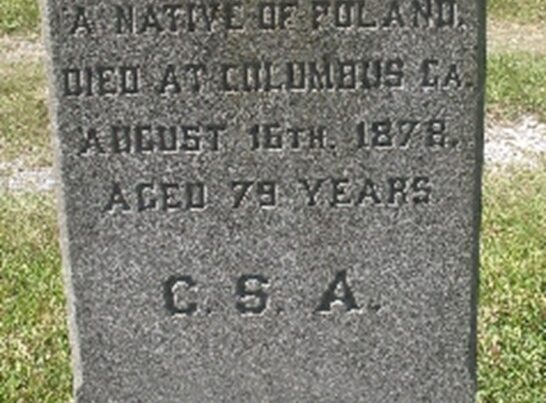 A NATIVE OF POLAND.
DIED AT COLUMBUS GA.
AUGUST 16TH. 1878.
AGED 79 YEARS
C. S. A.